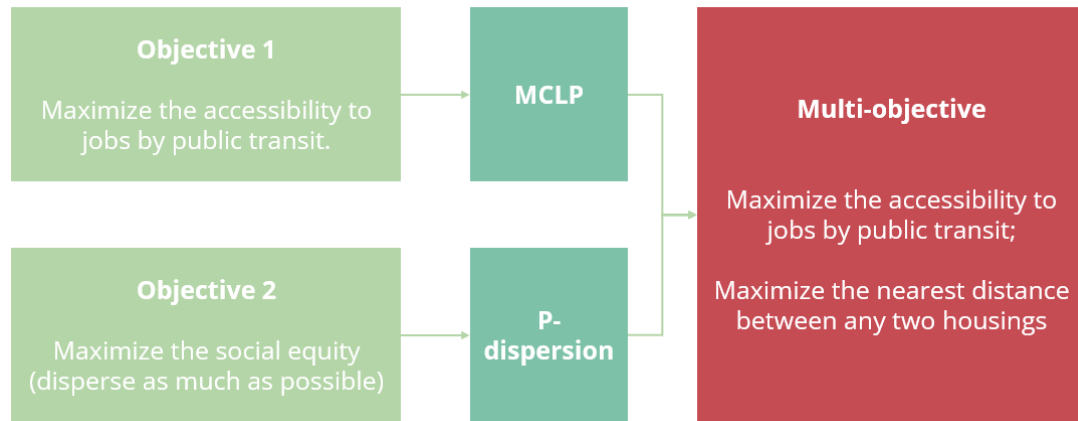 Objective 1
Maximize the accessibility to
jobs by public transit.
MCLP
Objective 2
Maximize the social equity
(disperse as much as possible)
P-
dispersion
Multi-objective
Maximize the accessibility to
jobs by public transit;
Maximize the nearest distance
between any two housings